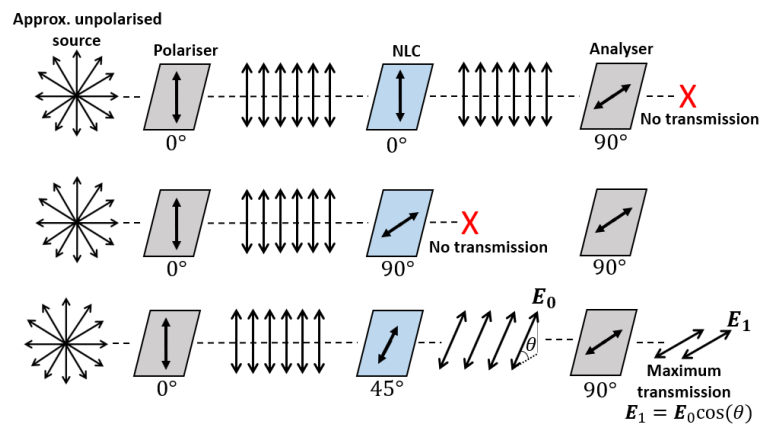 Approx. unpolarised
source
Polariser
NLC
Analyser
X
No transmission
0°
0°
90°
X
No transmission
0°
90°
90°
E₀
θ
E₁
Maximum
transmission
0°
45°
90°
E₁ = E₀cos(θ)